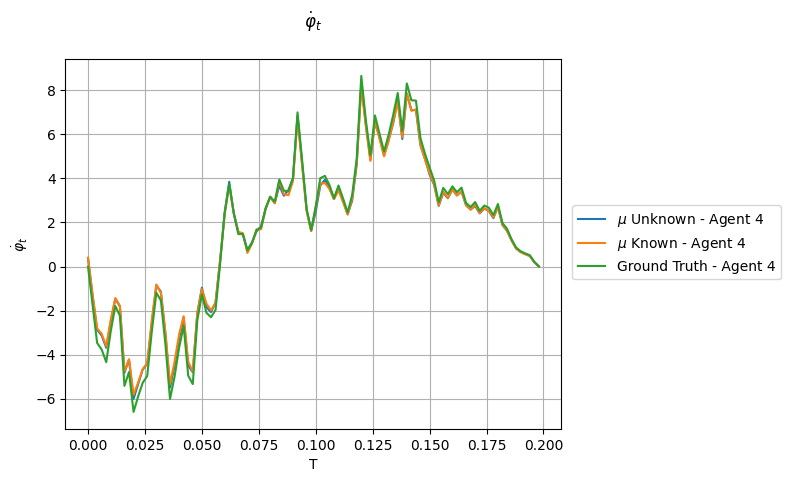 φ̇ₜ
8
6
4
2
0
−2
−4
−6
φ̇ₜ
0.000 0.025 0.050 0.075 0.100 0.125 0.150 0.175 0.200
T
μ Unknown - Agent 4
μ Known - Agent 4
Ground Truth - Agent 4